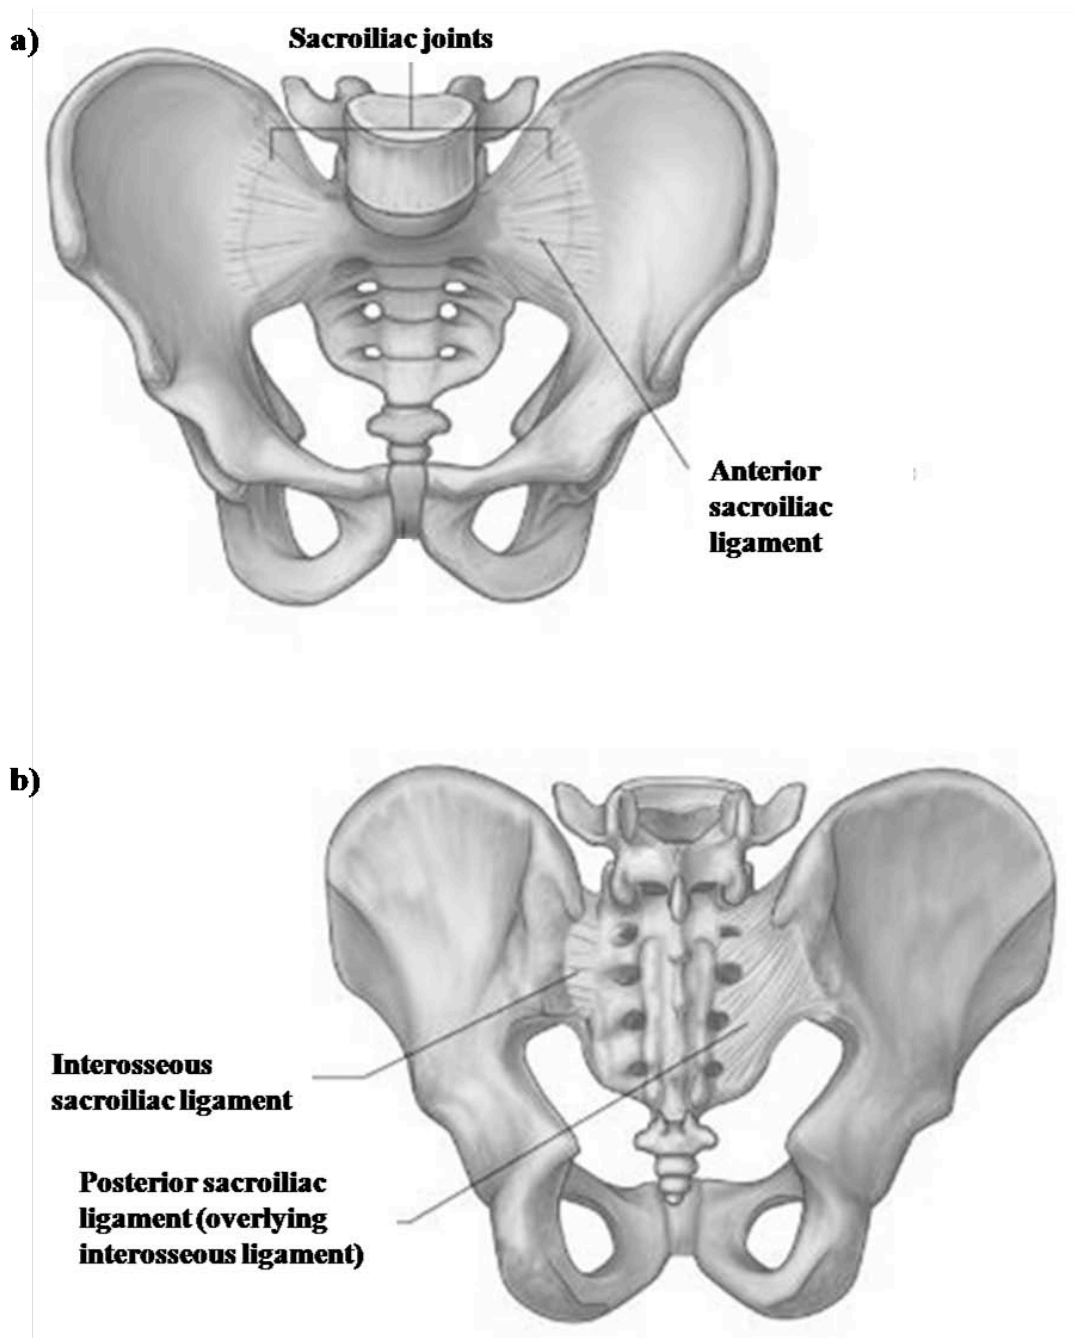 a)
Sacroiliac joints
Anterior
sacroiliac
ligament
b)
Interosseous
sacroiliac ligament
Posterior sacroiliac
ligament (overlying
interosseous ligament)